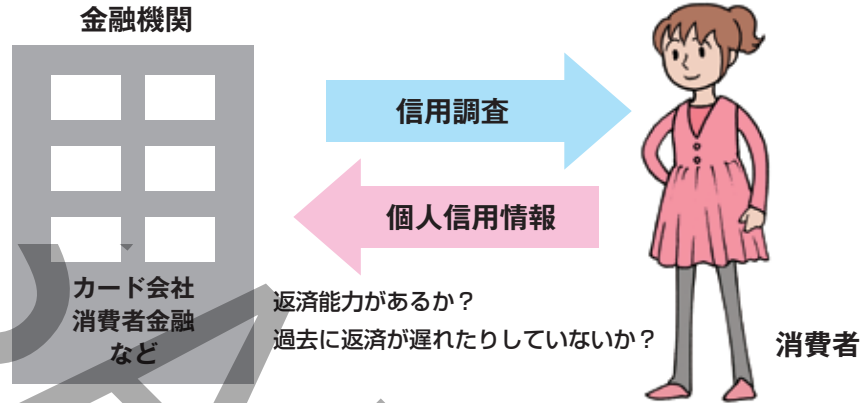 金融機関
信用調査
個人信用情報
カード会社
消費者金融
など
返済能力があるか？
過去に返済が遅れたりしていないか？
消費者